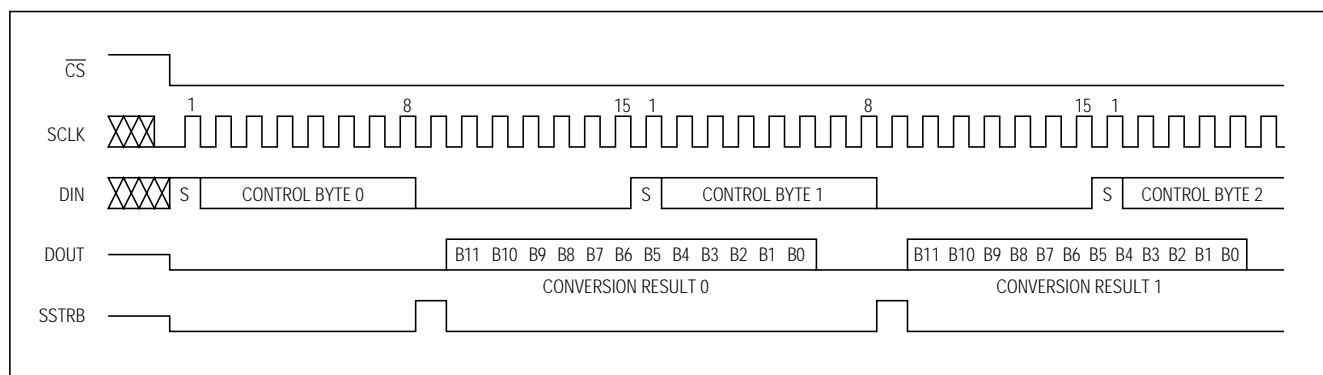 CS
1 8 15 1 8 15 1
SCLK
DIN S CONTROL BYTE 0 S CONTROL BYTE 1 S CONTROL BYTE 2
DOUT B11 B10 B9 B8 B7 B6 B5 B4 B3 B2 B1 B0 B11 B10 B9 B8 B7 B6 B5 B4 B3 B2 B1 B0
CONVERSION RESULT 0 CONVERSION RESULT 1
SSTRB